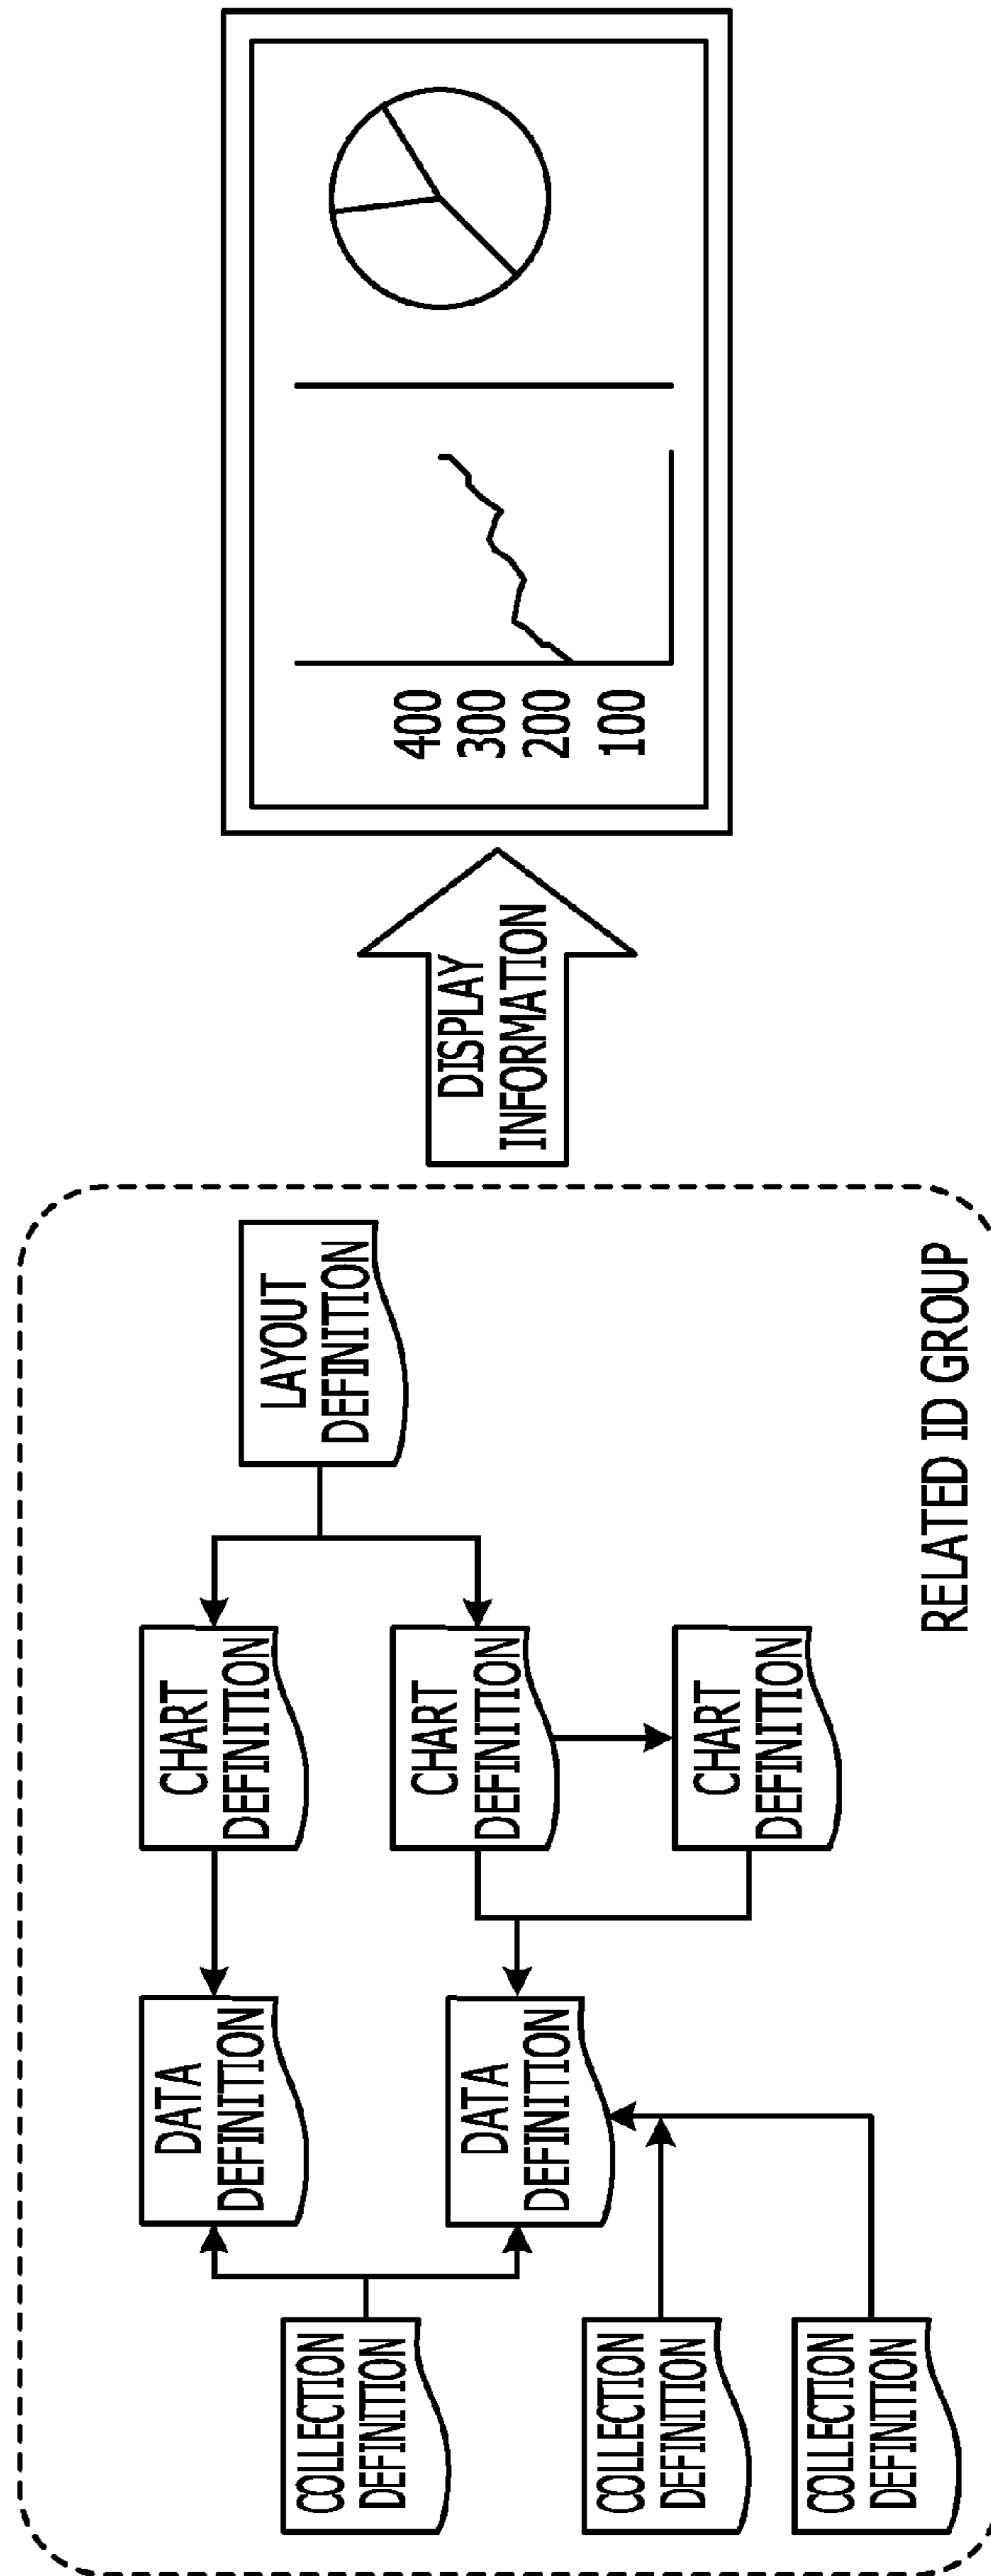 COLLECTION
DEFINITION
COLLECTION
DEFINITION
COLLECTION
DEFINITION
DATA
DEFINITION
DATA
DEFINITION
CHART
DEFINITION
CHART
DEFINITION
CHART
DEFINITION
LAYOUT
DEFINITION
RELATED ID GROUP
DISPLAY
INFORMATION
400
300
200
100